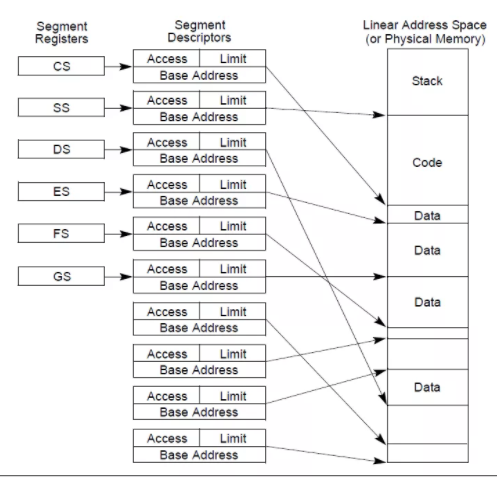 Segment
Registers
Segment
Descriptors
Linear Address Space
(or Physical Memory)
CS
SS
DS
ES
FS
GS
Access Limit
Base Address
Access Limit
Base Address
Access Limit
Base Address
Access Limit
Base Address
Access Limit
Base Address
Access Limit
Base Address
Access Limit
Base Address
Access Limit
Base Address
Access Limit
Base Address
Access Limit
Base Address
Stack
Code
Data
Data
Data
Data